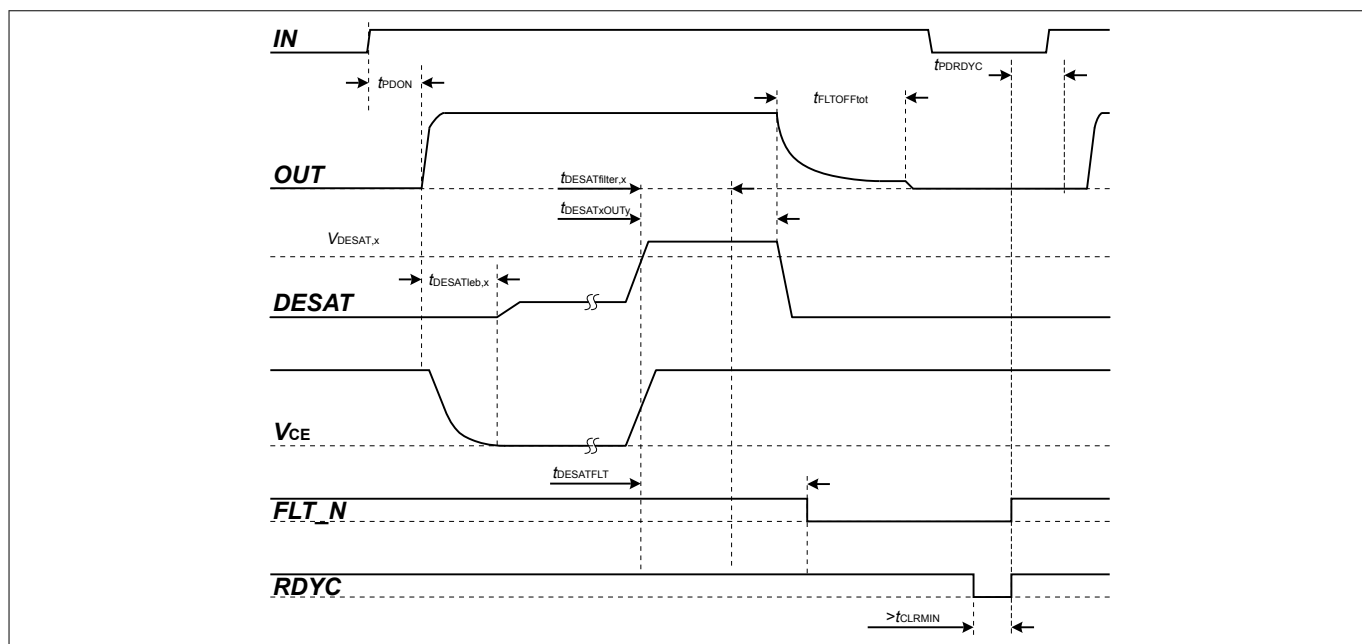 IN
tPDON
tPDRDYC
tFLTOFFtot
OUT
tDESATfilter,x
tDESATxOUTy
VDESAT,x
tDESATleb,x
DESAT
VCE
tDESATFLT
FLT_N
RDYC
>tCLRMIN